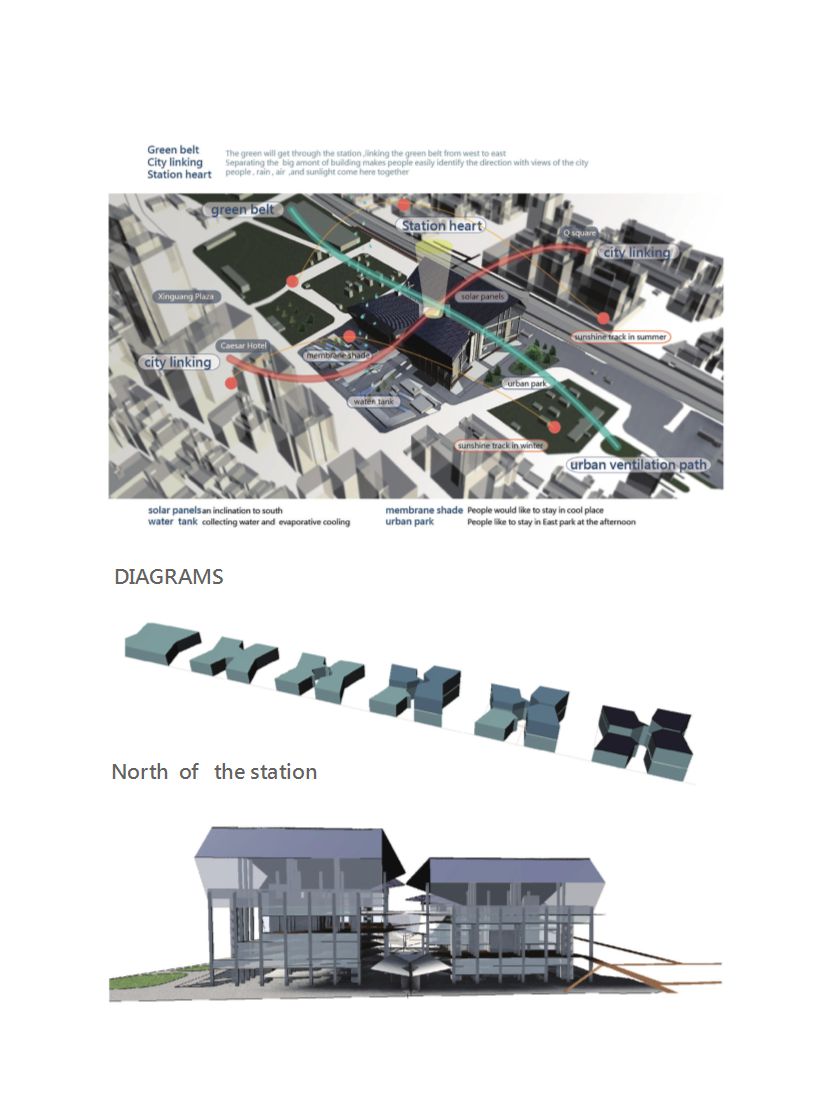 Green belt
The green will get through the station ,linking the green belt from west to east
City linking
Separating the big amont of building makes people easily identify the direction with views of the city
Station heart
people , rain , air ,and sunlight come here together
green belt
Station heart
Q square
city linking
Xinguang Plaza
solar panels
sunshine track in summer
Caesar Hotel
membrane shade
city linking
urban park
water tank
sunshine track in winter
urban ventilation path
solar panels an inclination to south
membrane shade People would like to stay in cool place
water tank collecting water and evaporative cooling
urban park People like to stay in East park at the afternoon
DIAGRAMS
North of the station